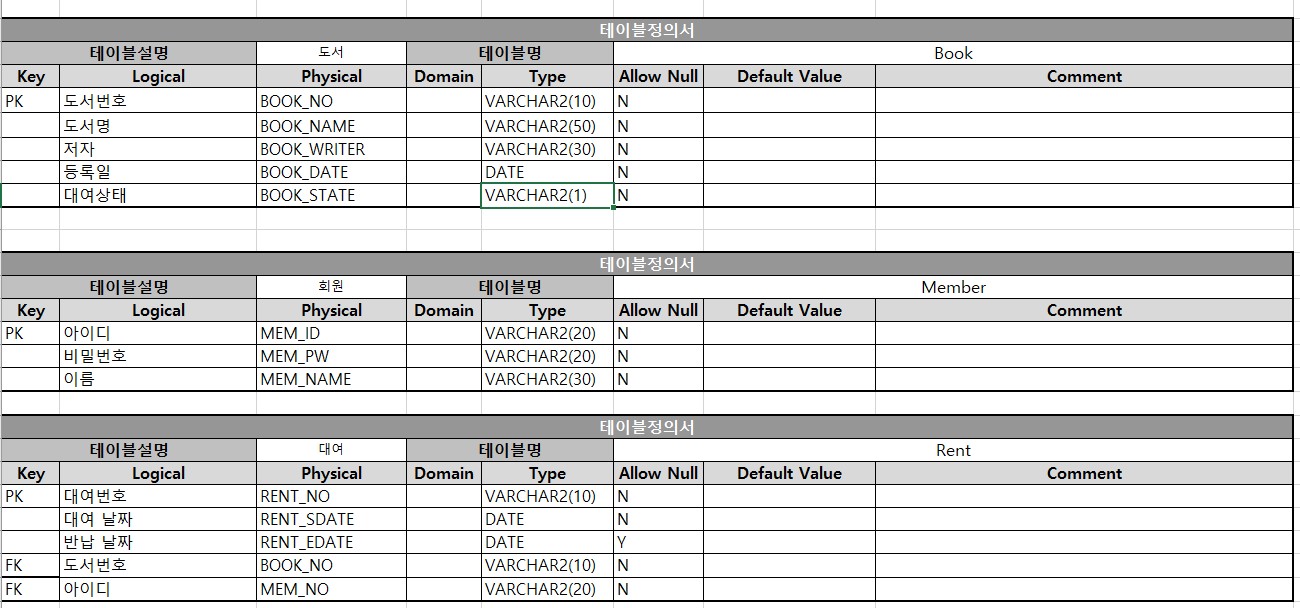 테이블정의서
테이블설명 도서 테이블명 Book
Key Logical Physical Domain Type Allow Null Default Value Comment
PK 도서번호 BOOK_NO VARCHAR2(10) N
도서명 BOOK_NAME VARCHAR2(50) N
저자 BOOK_WRITER VARCHAR2(30) N
등록일 BOOK_DATE DATE N
대여상태 BOOK_STATE VARCHAR2(1) N
테이블정의서
테이블설명 회원 테이블명 Member
Key Logical Physical Domain Type Allow Null Default Value Comment
PK 아이디 MEM_ID VARCHAR2(20) N
비밀번호 MEM_PW VARCHAR2(20) N
이름 MEM_NAME VARCHAR2(30) N
테이블정의서
테이블설명 대여 테이블명 Rent
Key Logical Physical Domain Type Allow Null Default Value Comment
PK 대여번호 RENT_NO VARCHAR2(10) N
대여 날짜 RENT_SDATE DATE N
반납 날짜 RENT_EDATE DATE Y
FK 도서번호 BOOK_NO VARCHAR2(10) N
FK 아이디 MEM_NO VARCHAR2(20) N